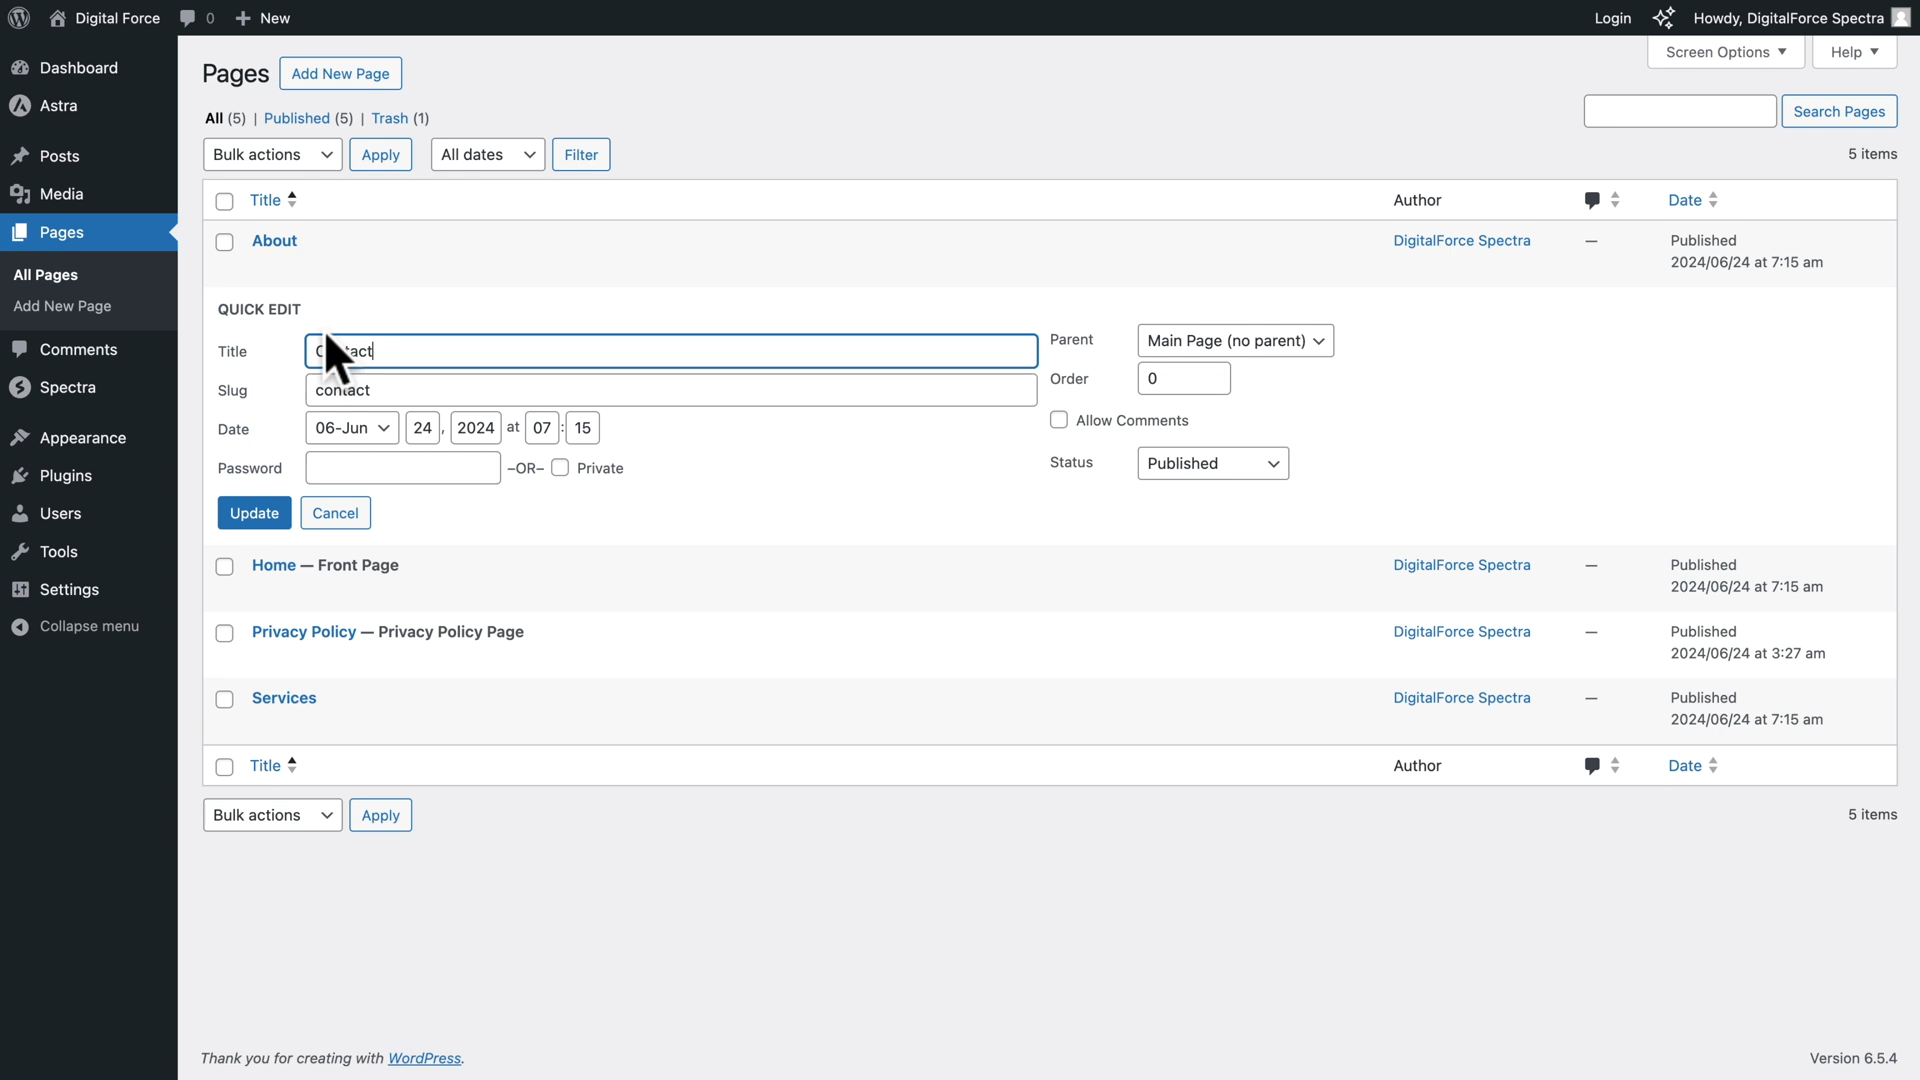 Digital Force 0 New Login Howdy, DigitalForce Spectra
Dashboard
Astra
Posts
Media
Pages
All Pages
Add New Page
Comments
Spectra
Appearance
Plugins
Users
Tools
Settings
Collapse menu
Screen Options Help
Pages Add New Page
All (5) | Published (5) | Trash (1)
Search Pages
Bulk actions Apply All dates Filter 5 items
Title Author Date
About DigitalForce Spectra — Published
2024/06/24 at 7:15 am
QUICK EDIT
Title
Slug contact
Date 06-Jun 24 , 2024 at 07 : 15
Password –OR– Private
Parent Main Page (no parent)
Order 0
Allow Comments
Status Published
Update Cancel
Home — Front Page DigitalForce Spectra — Published
2024/06/24 at 7:15 am
Privacy Policy — Privacy Policy Page DigitalForce Spectra — Published
2024/06/24 at 3:27 am
Services DigitalForce Spectra — Published
2024/06/24 at 7:15 am
Title Author Date
Bulk actions Apply 5 items
Thank you for creating with WordPress. Version 6.5.4